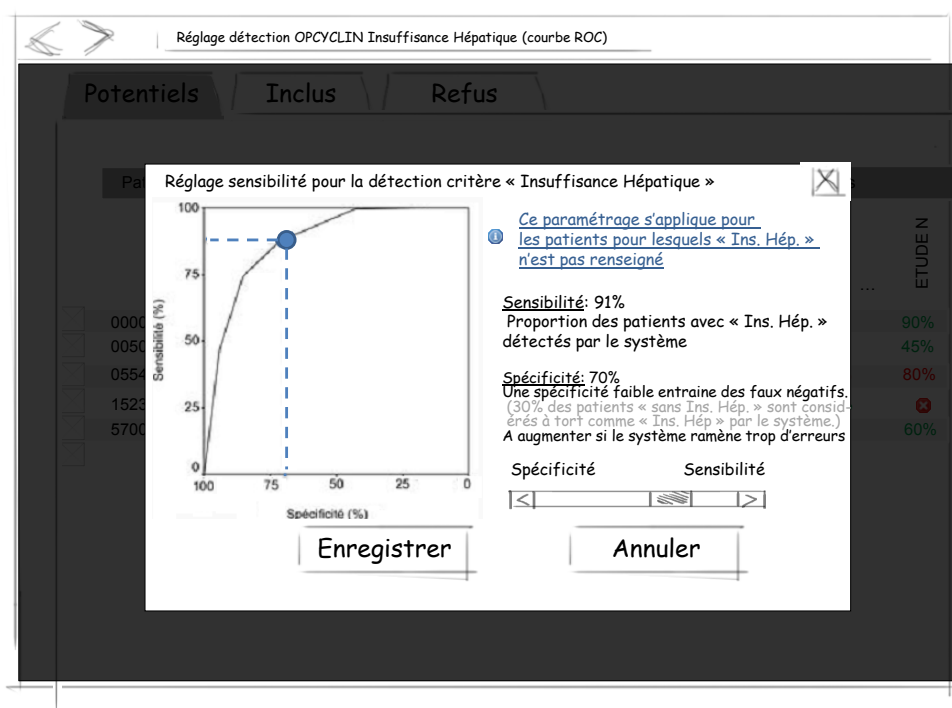 Réglage détection OPCYCLIN Insuffisance Hépatique (courbe ROC)
Potentiels
Inclus
Refus
Réglage sensibilité pour la détection critère « Insuffisance Hépatique »
ETUDE N
...
0000
0050
0554
1523
5700
90%
45%
80%
60%
100
75
50
25
0
Sensibilité (%)
100
75
50
25
0
Spécificité (%)
Ce paramétrage s’applique pour
les patients pour lesquels « Ins. Hép. »
n’est pas renseigné
Sensibilité: 91%
Proportion des patients avec « Ins. Hép. »
détectés par le système
Spécificité: 70%
Une spécificité faible entraine des faux négatifs.
(30% des patients « sans Ins. Hép. » sont consid-
érés à tort comme « Ins. Hép » par le système.)
A augmenter si le système ramène trop d’erreurs
Spécificité
Sensibilité
Enregistrer
Annuler